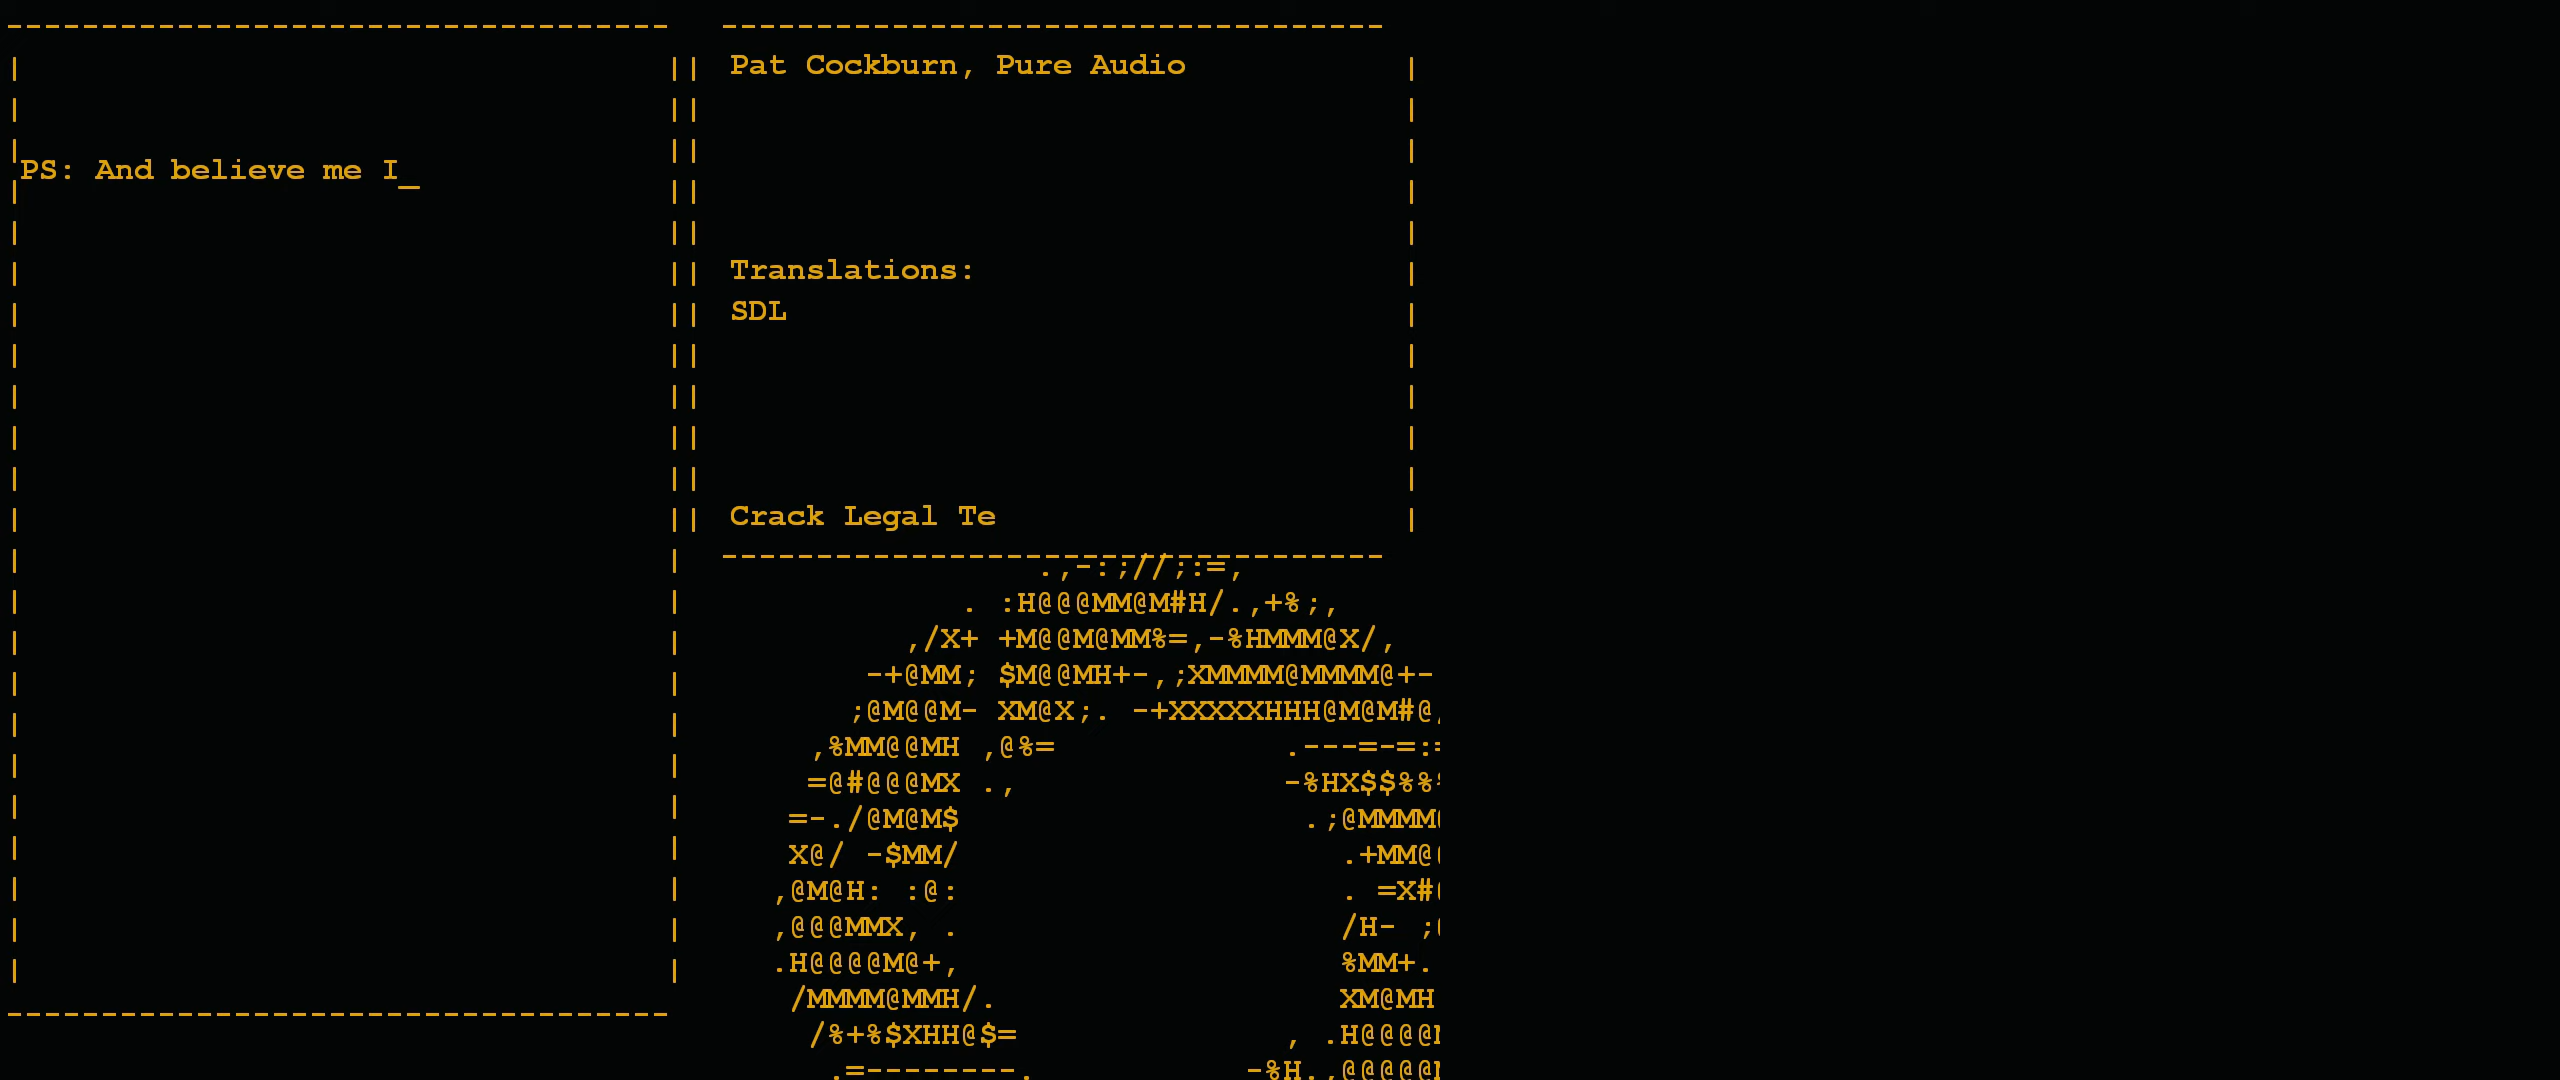 PS: And believe me I_
Pat Cockburn, Pure Audio
Translations:
SDL
Crack Legal Te